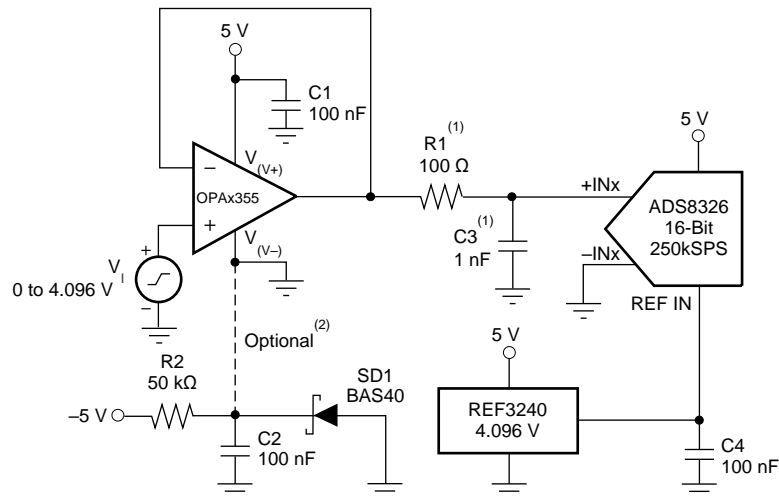 5 V
C1
100 nF
V(V+)
−
OPAx355
+
V(V−)
R1(1)
100 Ω
C3(1)
1 nF
5 V
+INx
ADS8326
16-Bit
250kSPS
−INx
REF IN
+
VI
0 to 4.096 V
−
Optional(2)
R2
50 kΩ
−5 V
SD1
BAS40
C2
100 nF
5 V
REF3240
4.096 V
C4
100 nF